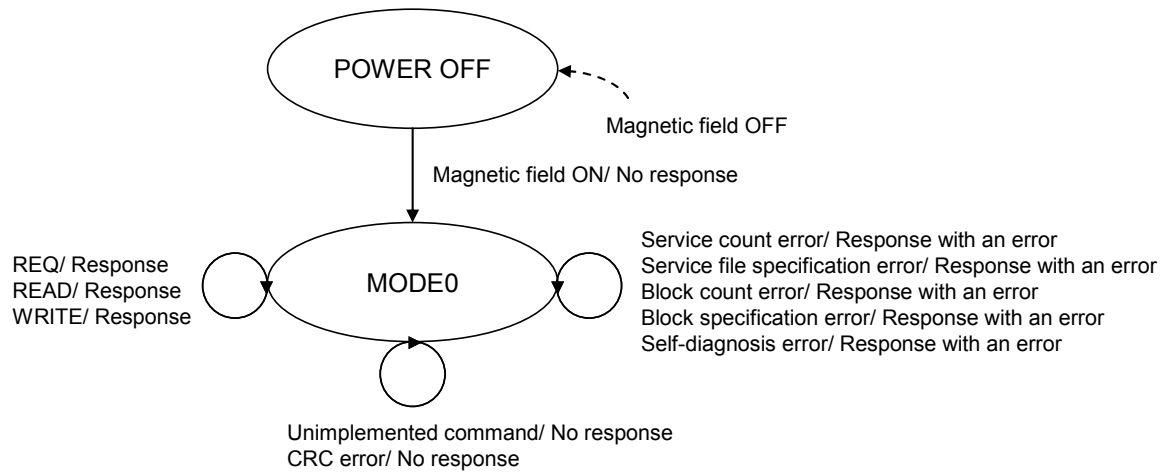 POWER OFF
Magnetic field OFF
Magnetic field ON/ No response
REQ/ Response
READ/ Response
WRITE/ Response
MODE0
Service count error/ Response with an error
Service file specification error/ Response with an error
Block count error/ Response with an error
Block specification error/ Response with an error
Self-diagnosis error/ Response with an error
Unimplemented command/ No response
CRC error/ No response